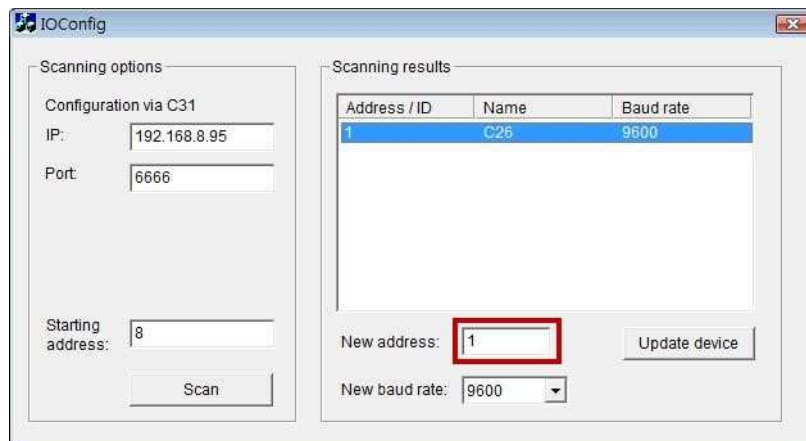 IOConfig
Scanning options
Configuration via C31
IP: 192.168.8.95
Port: 6666
Starting address: 8
Scan
Scanning results
Address / ID Name Baud rate
1 C26 9600
New address: 1
Update device
New baud rate: 9600